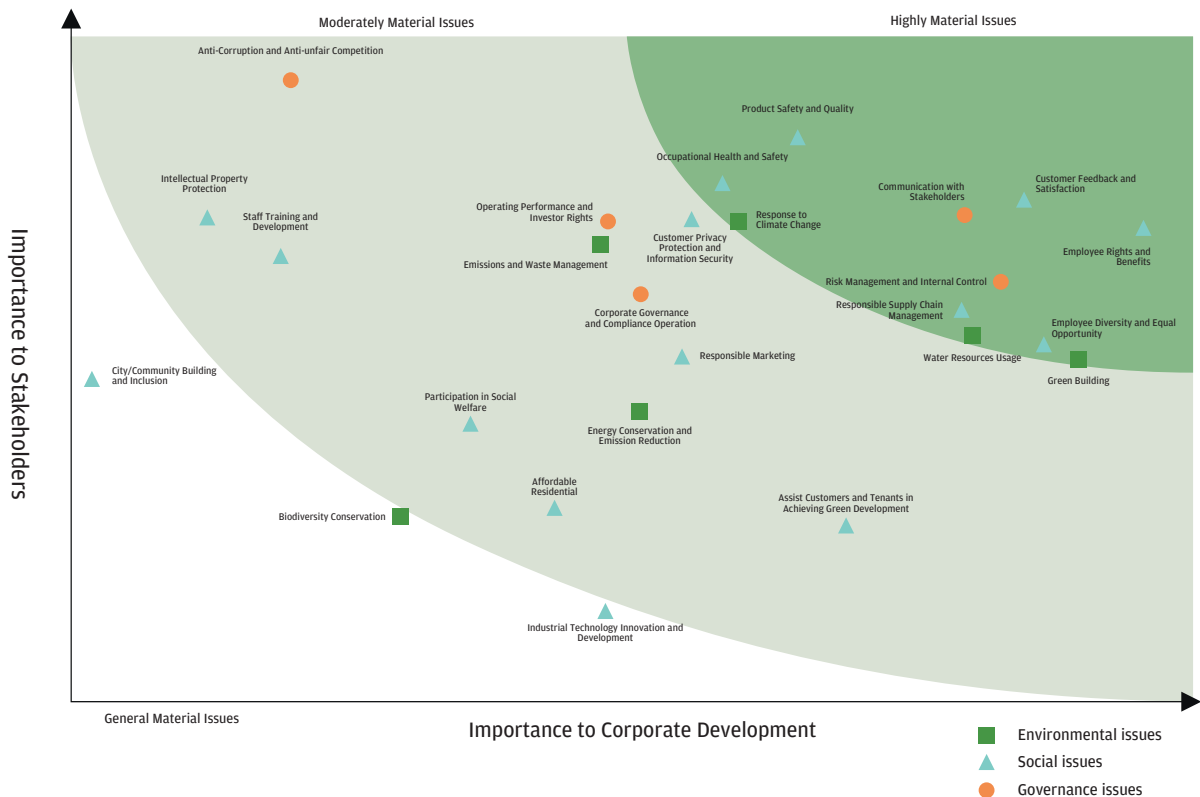 Moderately Material Issues
Highly Material Issues
Anti-Corruption and Anti-unfair Competition
Product Safety and Quality
Occupational Health and Safety
Intellectual Property
Protection
Staff Training and
Development
Operating Performance and
Investor Rights
Emissions and Waste Management
Customer Privacy
Protection and
Information Security
Response to
Climate Change
Communication with
Stakeholders
Customer Feedback and
Satisfaction
Employee Rights and
Benefits
Risk Management and Internal Control
Responsible Supply Chain
Management
Corporate Governance
and Compliance Operation
Employee Diversity and Equal
Opportunity
Water Resources Usage
Responsible Marketing
Green Building
City/Community Building
and Inclusion
Participation in Social
Welfare
Energy Conservation and
Emission Reduction
Affordable
Residential
Assist Customers and Tenants in
Achieving Green Development
Biodiversity Conservation
Industrial Technology Innovation and
Development
Importance to Stakeholders
General Material Issues
Importance to Corporate Development
Environmental issues
Social issues
Governance issues